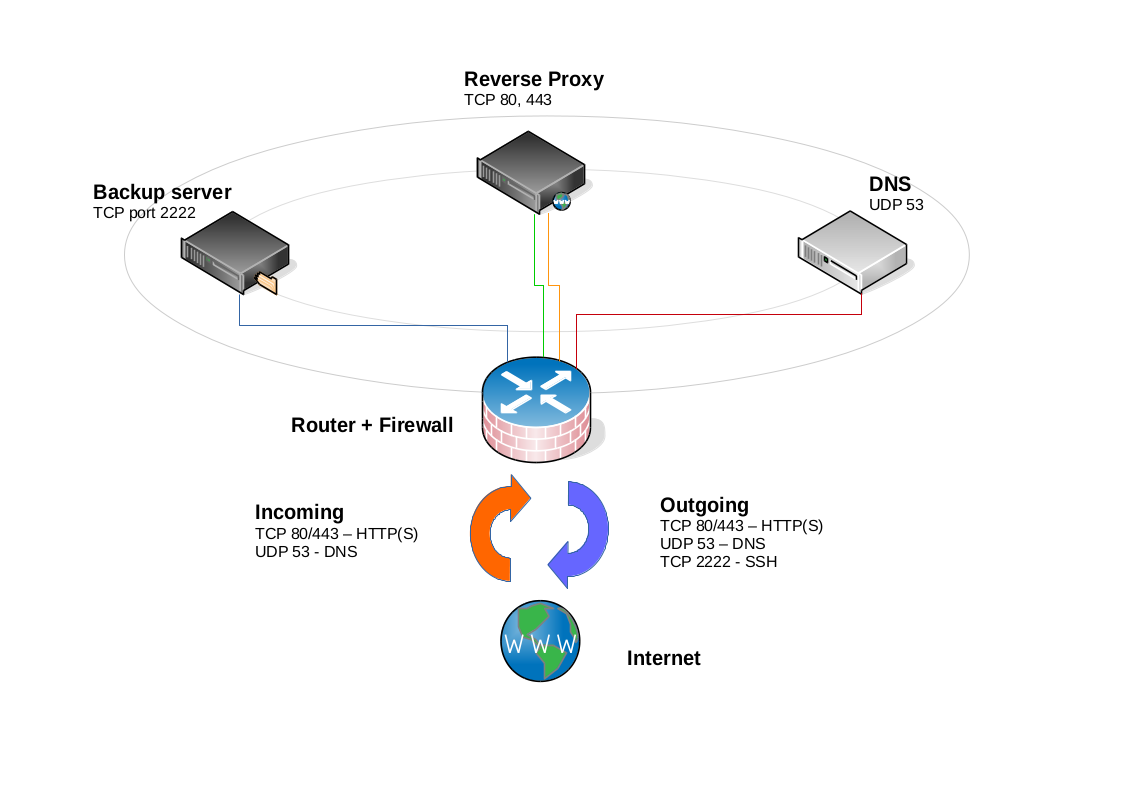 Reverse Proxy
TCP 80, 443
Backup server
TCP port 2222
DNS
UDP 53
WWW
Router + Firewall
Incoming
TCP 80/443 – HTTP(S)
UDP 53 - DNS
Outgoing
TCP 80/443 – HTTP(S)
UDP 53 – DNS
TCP 2222 - SSH
W W W
Internet